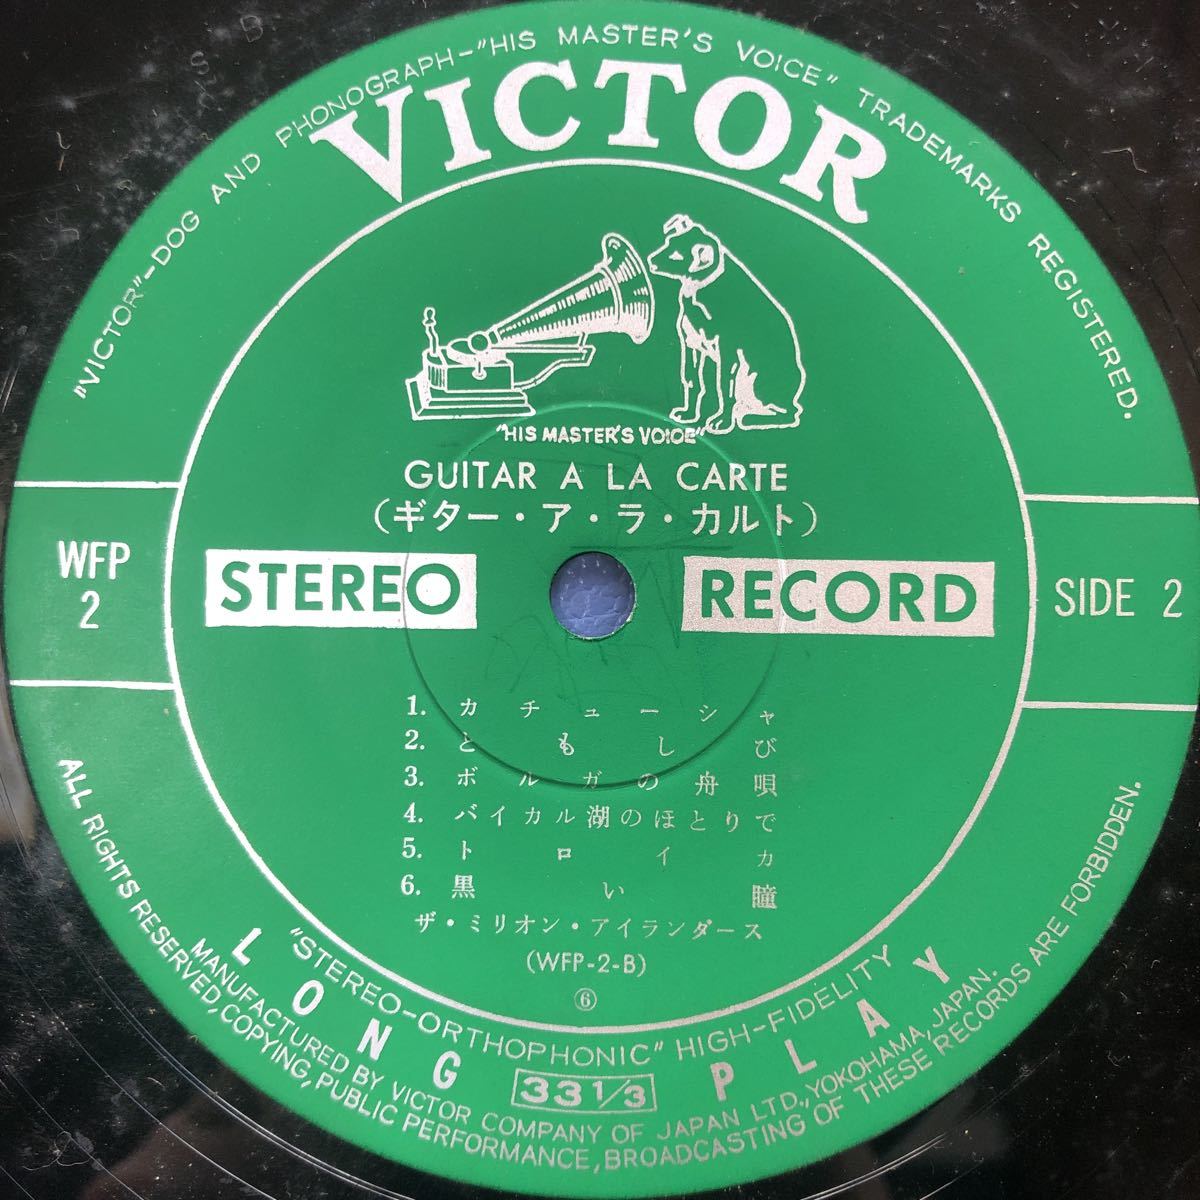 "VICTOR"–DOG AND PHONOGRAPH–"HIS MASTER'S VOICE" TRADEMARKS REGISTERED.
VICTOR
"HIS MASTER'S VOICE"
GUITAR A LA CARTE
(ギター・ア・ラ・カルト)
WFP
2
STEREO
RECORD
SIDE 2
1. カチューシャ
2. ともしび
3. ボルガの舟唄
4. バイカル湖のほとりで
5. トロイカ
6. 黒い瞳
ザ・ミリオン・アイランダース
(WFP-2-B)
⑥
"STEREO-ORTHOPHONIC" HIGH-FIDELITY
LONG PLAY
33 1/3
MANUFACTURED BY VICTOR COMPANY OF JAPAN LTD., YOKOHAMA, JAPAN.
ALL RIGHTS RESERVED, COPYING, PUBLIC PERFORMANCE, BROADCASTING OF THESE RECORDS ARE FORBIDDEN.